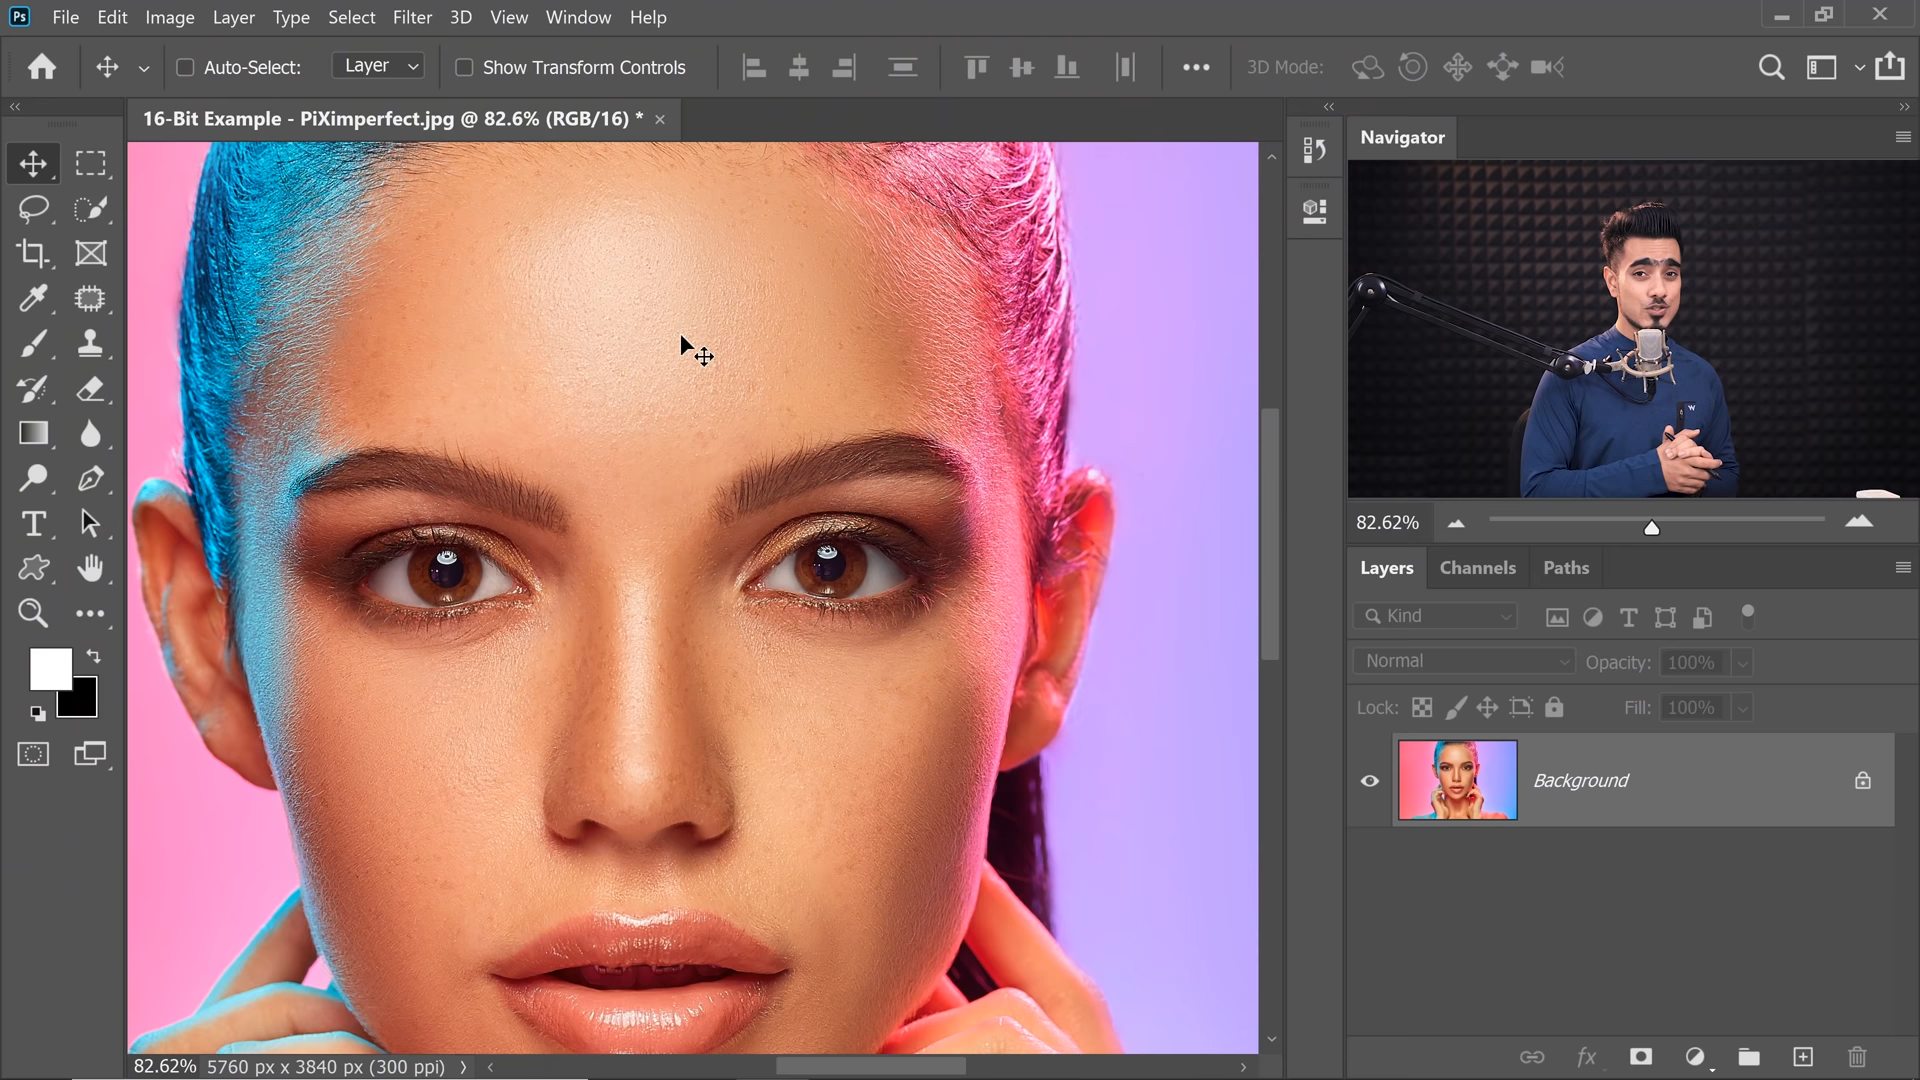 Ps File Edit Image Layer Type Select Filter 3D View Window Help
Auto-Select: Layer Show Transform Controls 3D Mode:
16-Bit Example - PiXimperfect.jpg @ 82.6% (RGB/16) *
Navigator
W
82.62%
Layers Channels Paths
Kind
Normal Opacity: 100%
Lock: Fill: 100%
Background
82.62% 5760 px x 3840 px (300 ppi)
fx